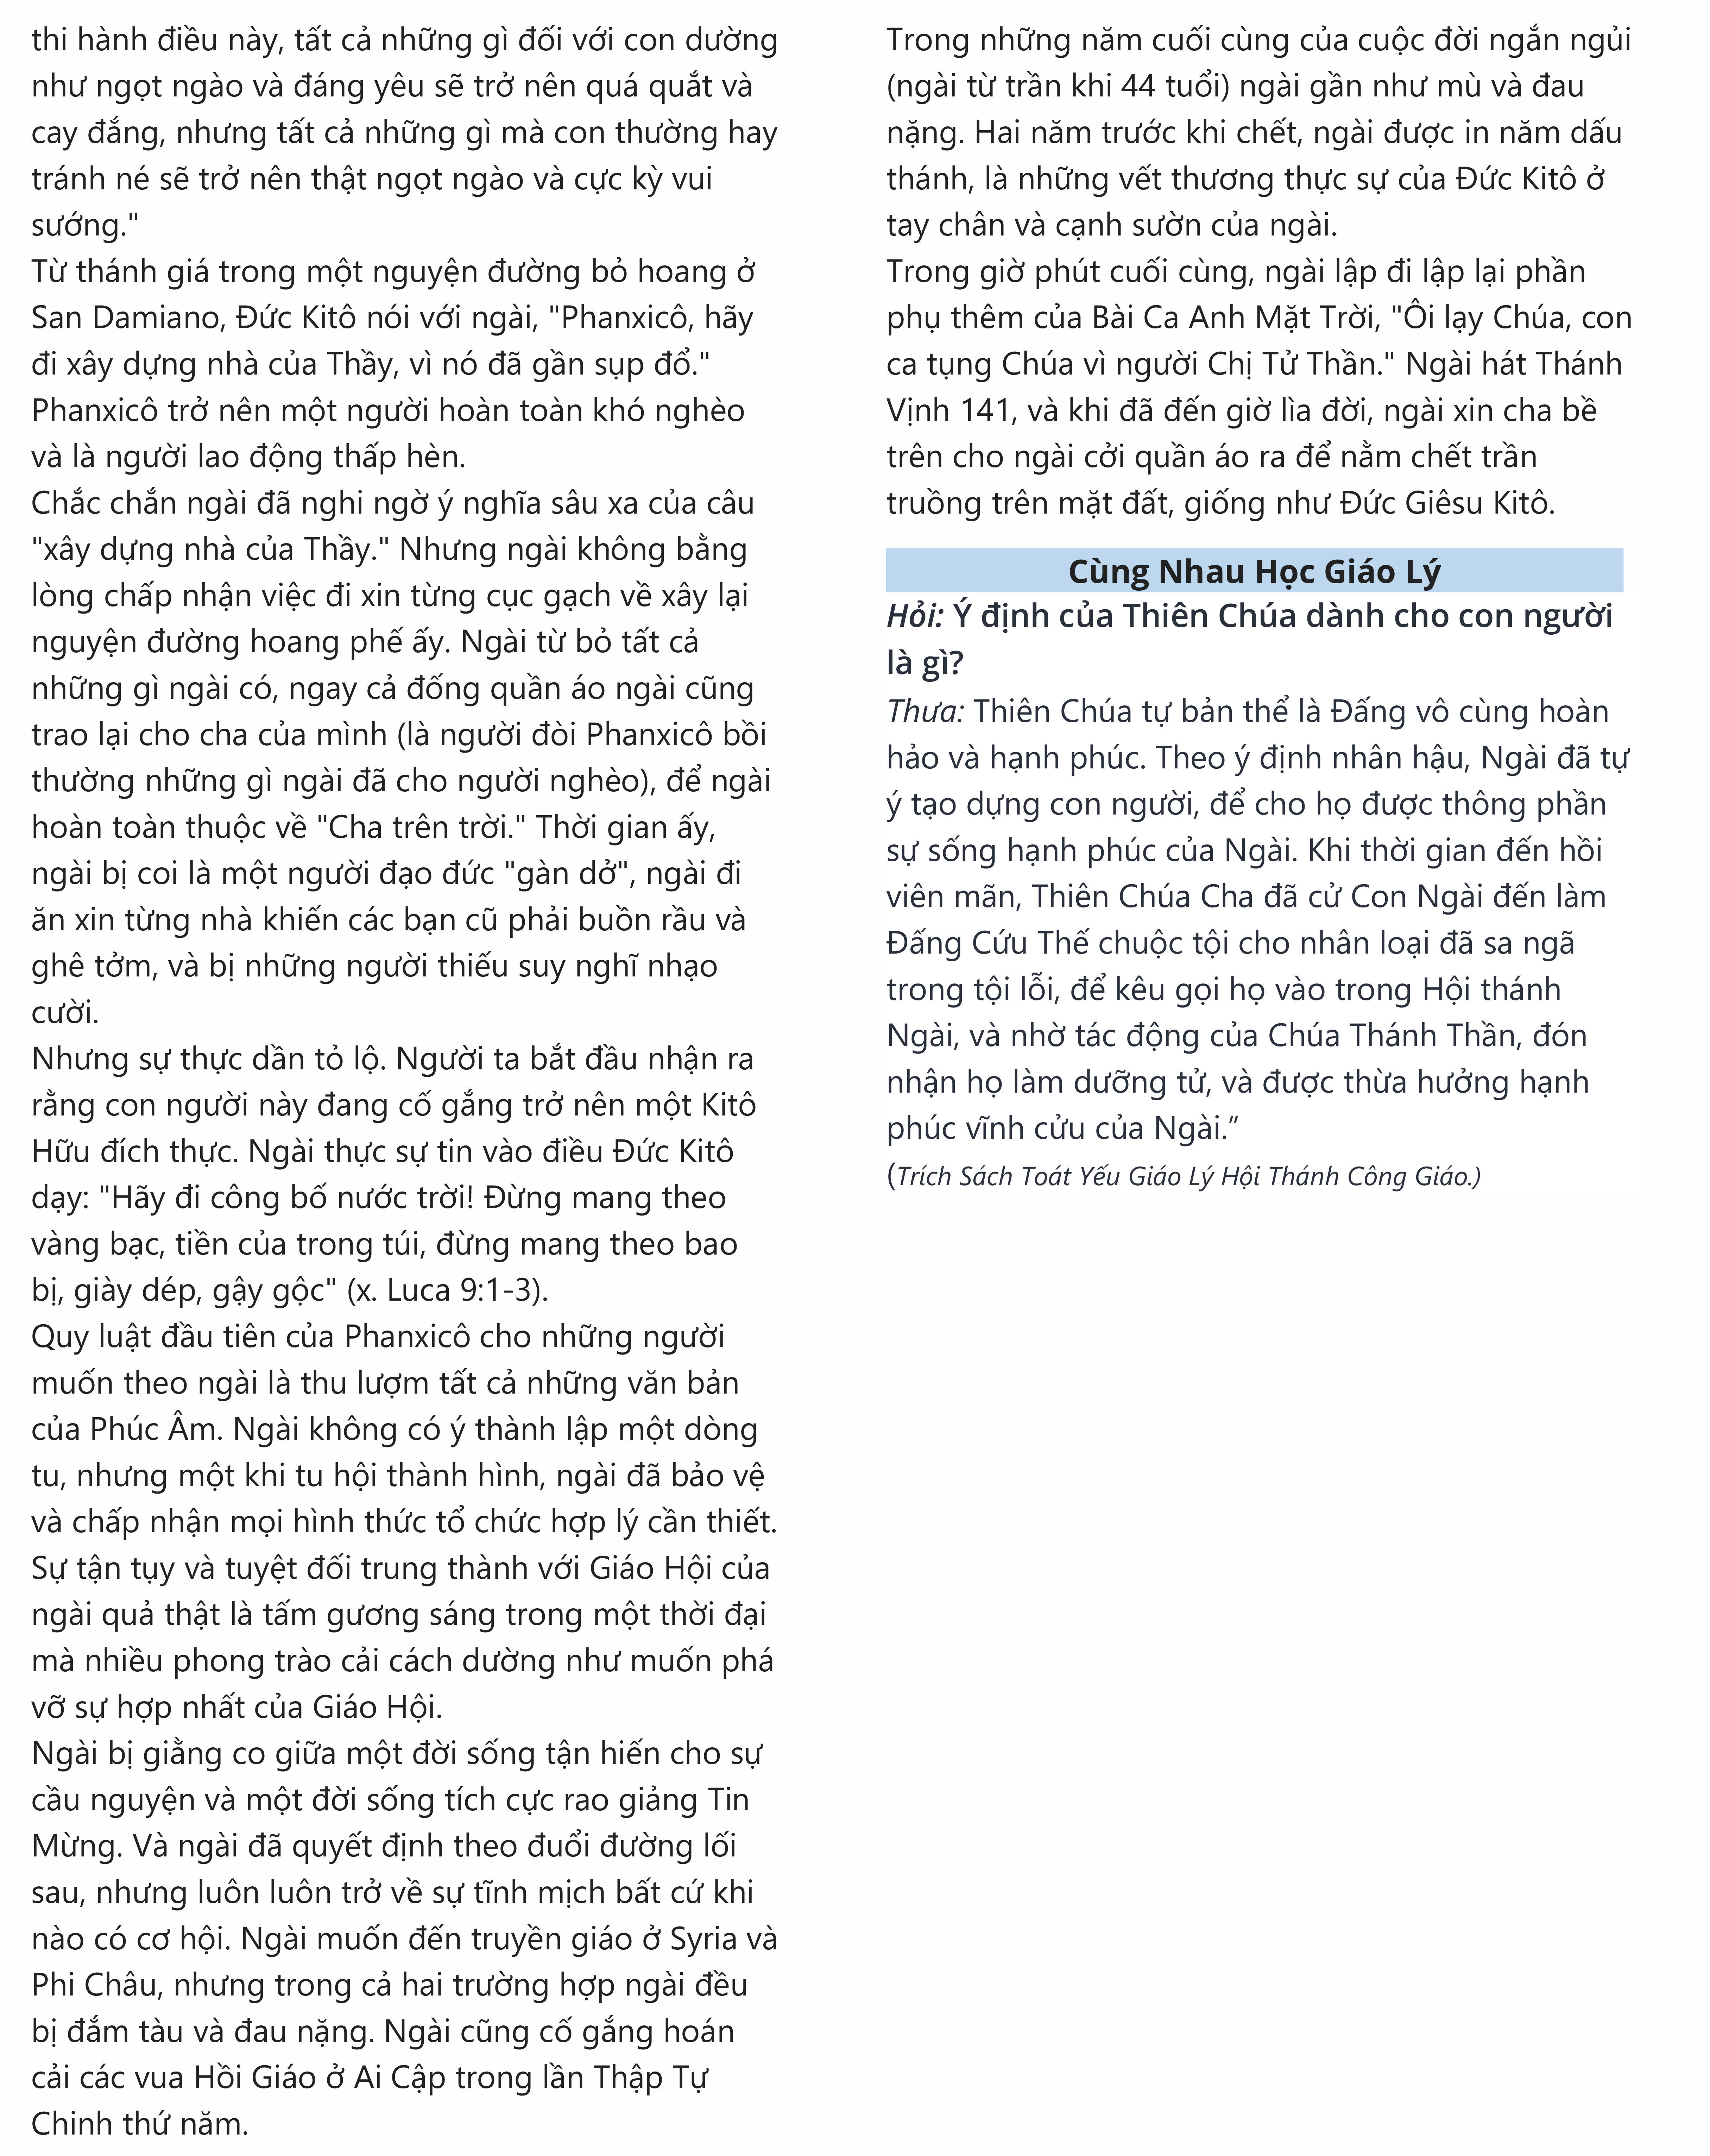 thi hành điều này, tất cả những gì đối với con dường
như ngọt ngào và đáng yêu sẽ trở nên quá quắt và
cay đắng, nhưng tất cả những gì mà con thường hay
tránh né sẽ trở nên thật ngọt ngào và cực kỳ vui
sướng."
Từ thánh giá trong một nguyện đường bỏ hoang ở
San Damiano, Đức Kitô nói với ngài, "Phanxicô, hãy
đi xây dựng nhà của Thầy, vì nó đã gần sụp đổ."
Phanxicô trở nên một người hoàn toàn khó nghèo
và là người lao động thấp hèn.
Chắc chắn ngài đã nghi ngờ ý nghĩa sâu xa của câu
"xây dựng nhà của Thầy." Nhưng ngài không bằng
lòng chấp nhận việc đi xin từng cục gạch về xây lại
nguyện đường hoang phế ấy. Ngài từ bỏ tất cả
những gì ngài có, ngay cả đống quần áo ngài cũng
trao lại cho cha của mình (là người đòi Phanxicô bồi
thường những gì ngài đã cho người nghèo), để ngài
hoàn toàn thuộc về "Cha trên trời." Thời gian ấy,
ngài bị coi là một người đạo đức "gàn dở", ngài đi
ăn xin từng nhà khiến các bạn cũ phải buồn rầu và
ghê tởm, và bị những người thiếu suy nghĩ nhạo
cười.
Nhưng sự thực dần tỏ lộ. Người ta bắt đầu nhận ra
rằng con người này đang cố gắng trở nên một Kitô
Hữu đích thực. Ngài thực sự tin vào điều Đức Kitô
dạy: "Hãy đi công bố nước trời! Đừng mang theo
vàng bạc, tiền của trong túi, đừng mang theo bao
bị, giày dép, gậy gộc" (x. Luca 9:1-3).
Quy luật đầu tiên của Phanxicô cho những người
muốn theo ngài là thu lượm tất cả những văn bản
của Phúc Âm. Ngài không có ý thành lập một dòng
tu, nhưng một khi tu hội thành hình, ngài đã bảo vệ
và chấp nhận mọi hình thức tổ chức hợp lý cần thiết.
Sự tận tụy và tuyệt đối trung thành với Giáo Hội của
ngài quả thật là tấm gương sáng trong một thời đại
mà nhiều phong trào cải cách dường như muốn phá
vỡ sự hợp nhất của Giáo Hội.
Ngài bị giằng co giữa một đời sống tận hiến cho sự
cầu nguyện và một đời sống tích cực rao giảng Tin
Mừng. Và ngài đã quyết định theo đuổi đường lối
sau, nhưng luôn luôn trở về sự tĩnh mịch bất cứ khi
nào có cơ hội. Ngài muốn đến truyền giáo ở Syria và
Phi Châu, nhưng trong cả hai trường hợp ngài đều
bị đắm tàu và đau nặng. Ngài cũng cố gắng hoán
cải các vua Hồi Giáo ở Ai Cập trong lần Thập Tự
Chinh thứ năm.
Trong những năm cuối cùng của cuộc đời ngắn ngủi
(ngài từ trần khi 44 tuổi) ngài gần như mù và đau
nặng. Hai năm trước khi chết, ngài được in năm dấu
thánh, là những vết thương thực sự của Đức Kitô ở
tay chân và cạnh sườn của ngài.
Trong giờ phút cuối cùng, ngài lập đi lập lại phần
phụ thêm của Bài Ca Anh Mặt Trời, "Ôi lạy Chúa, con
ca tụng Chúa vì người Chị Tử Thần." Ngài hát Thánh
Vịnh 141, và khi đã đến giờ lìa đời, ngài xin cha bề
trên cho ngài cởi quần áo ra để nằm chết trần
truồng trên mặt đất, giống như Đức Giêsu Kitô.
Cùng Nhau Học Giáo Lý
Hỏi: Ý định của Thiên Chúa dành cho con người
là gì?
Thưa: Thiên Chúa tự bản thể là Đấng vô cùng hoàn
hảo và hạnh phúc. Theo ý định nhân hậu, Ngài đã tự
ý tạo dựng con người, để cho họ được thông phần
sự sống hạnh phúc của Ngài. Khi thời gian đến hồi
viên mãn, Thiên Chúa Cha đã cử Con Ngài đến làm
Đấng Cứu Thế chuộc tội cho nhân loại đã sa ngã
trong tội lỗi, để kêu gọi họ vào trong Hội thánh
Ngài, và nhờ tác động của Chúa Thánh Thần, đón
nhận họ làm dưỡng tử, và được thừa hưởng hạnh
phúc vĩnh cửu của Ngài.”
(Trích Sách Toát Yếu Giáo Lý Hội Thánh Công Giáo.)